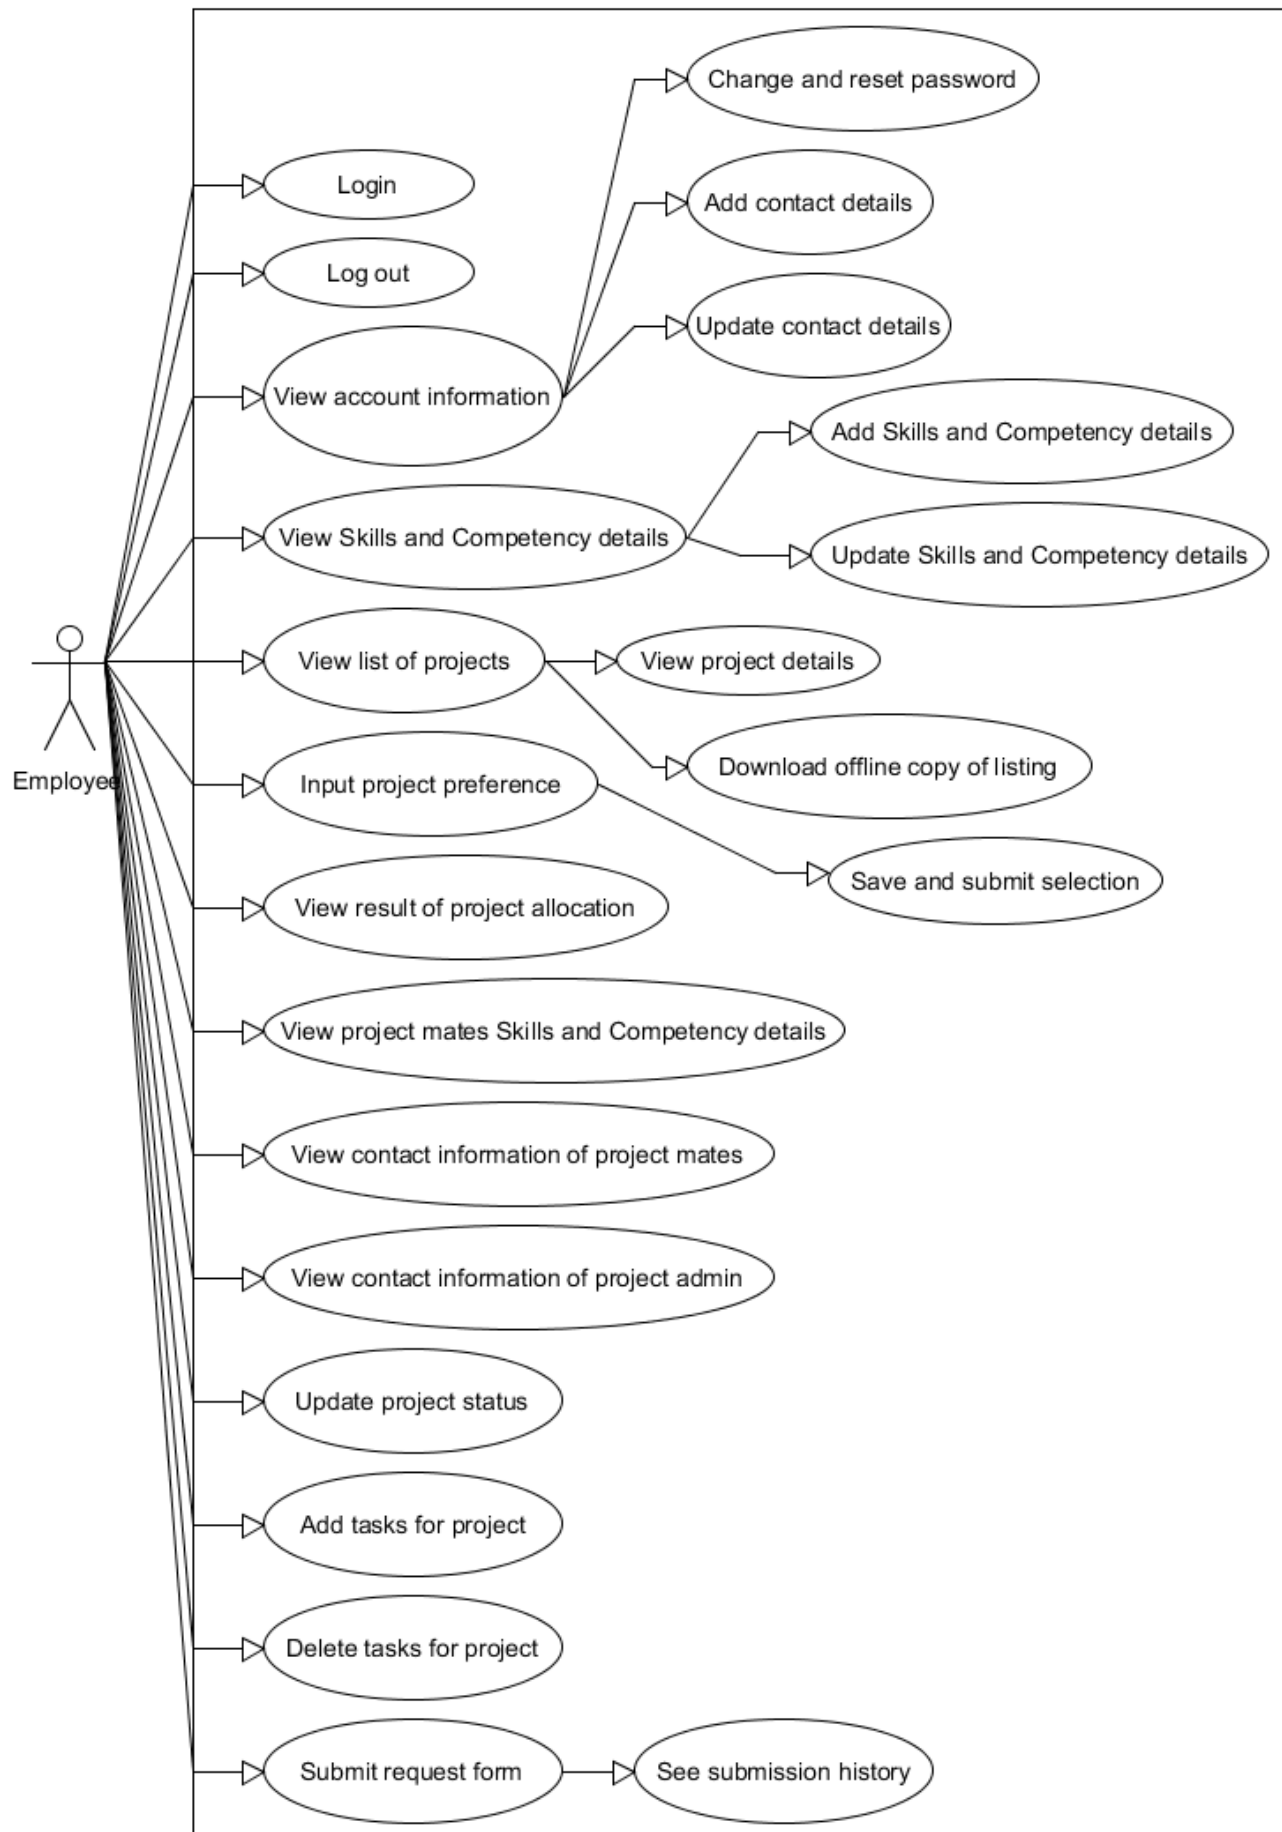 Change and reset password
Login
Add contact details
Log out
Update contact details
View account information
Add Skills and Competency details
View Skills and Competency details
Update Skills and Competency details
View list of projects
View project details
Employee
Input project preference
Download offline copy of listing
Save and submit selection
View result of project allocation
View project mates Skills and Competency details
View contact information of project mates
View contact information of project admin
Update project status
Add tasks for project
Delete tasks for project
Submit request form
See submission history